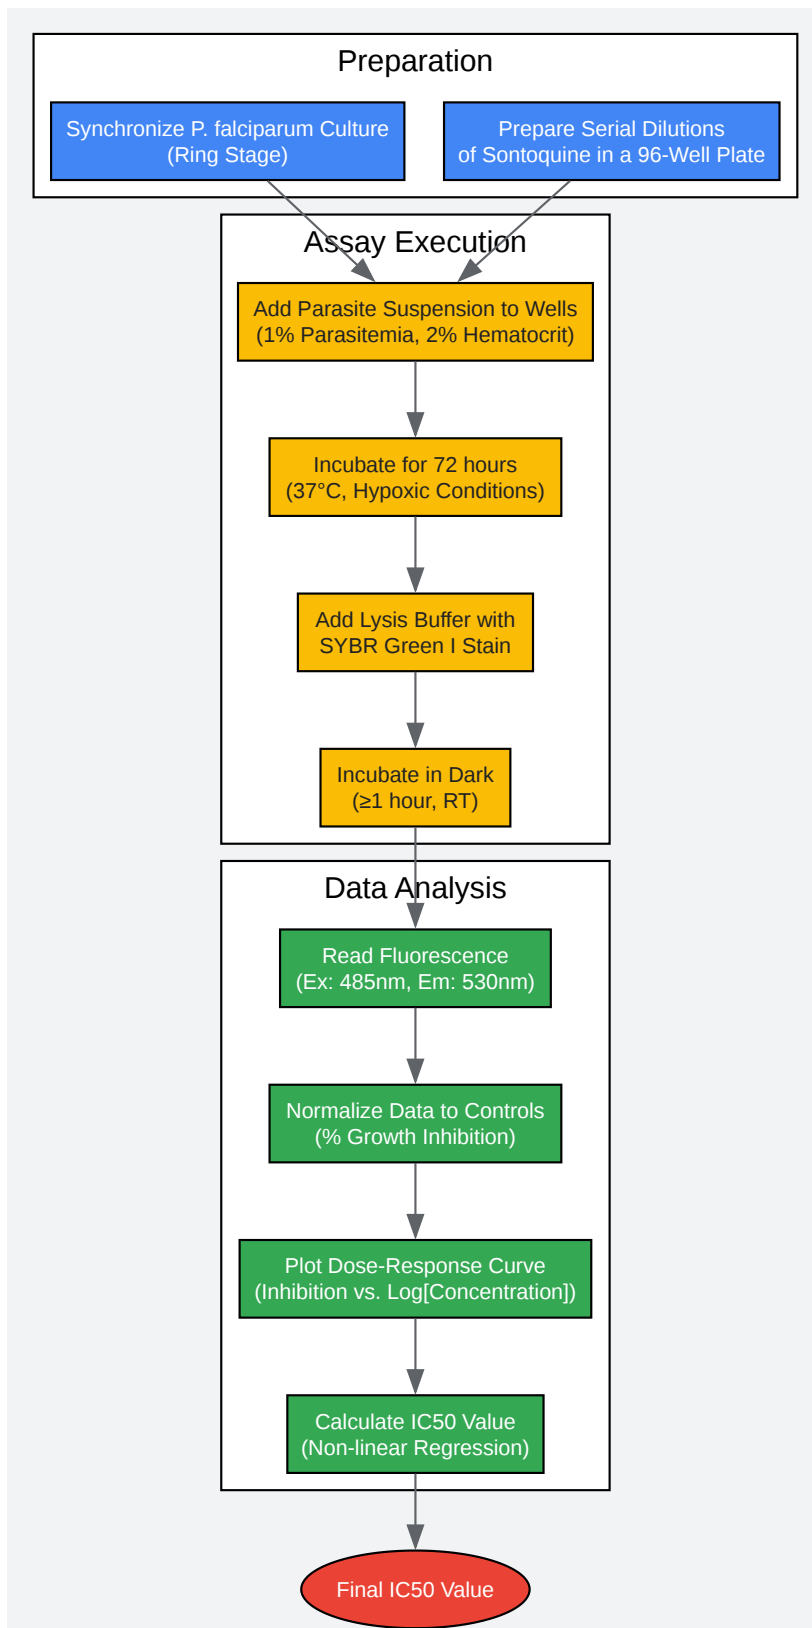 Preparation
Synchronize P. falciparum Culture
(Ring Stage)
Prepare Serial Dilutions
of Sontoquine in a 96-Well Plate
Assay Execution
Add Parasite Suspension to Wells
(1% Parasitemia, 2% Hematocrit)
Incubate for 72 hours
(37°C, Hypoxic Conditions)
Add Lysis Buffer with
SYBR Green I Stain
Incubate in Dark
(≥1 hour, RT)
Data Analysis
Read Fluorescence
(Ex: 485nm, Em: 530nm)
Normalize Data to Controls
(% Growth Inhibition)
Plot Dose-Response Curve
(Inhibition vs. Log[Concentration])
Calculate IC50 Value
(Non-linear Regression)
Final IC50 Value